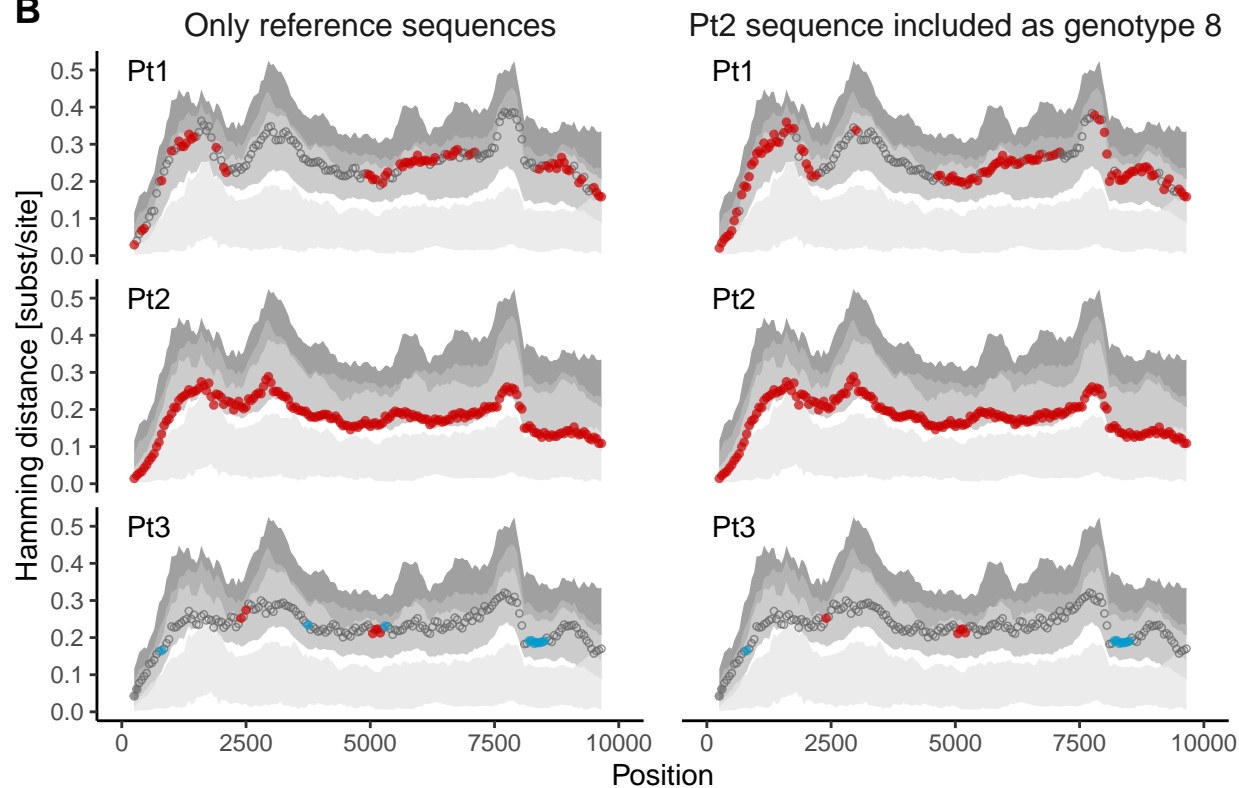 B
Only reference sequences
Pt2 sequence included as genotype 8
Hamming distance [subst/site]
Pt1
Pt1
0.5
0.4
0.3
0.2
0.1
0.0
Pt2
Pt2
0.5
0.4
0.3
0.2
0.1
0.0
Pt3
Pt3
0.5
0.4
0.3
0.2
0.1
0.0
0 2500 5000 7500 10000
0 2500 5000 7500 10000
Position